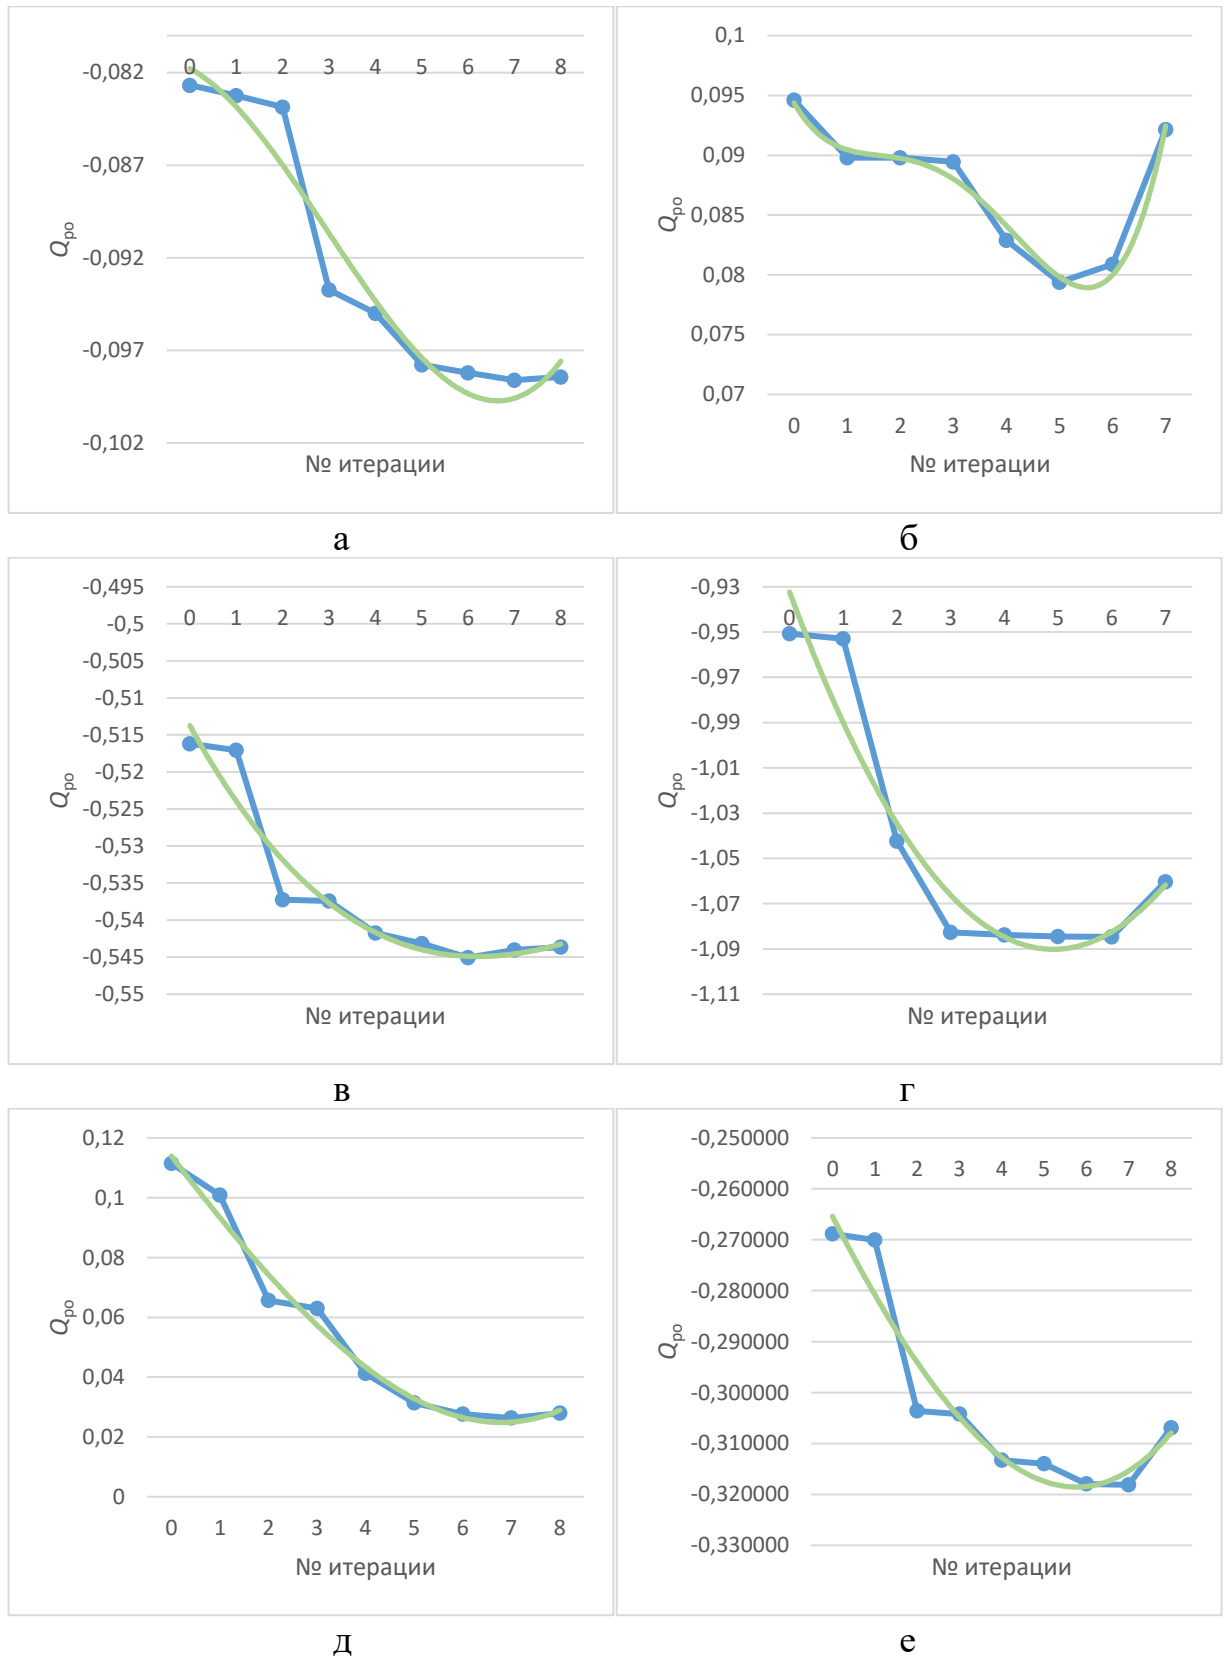 0 1 2 3 4 5 6 7 8
-0,082
-0,087
-0,092
-0,097
-0,102
Qро
№ итерации
а
0,1
0,095
0,09
0,085
0,08
0,075
0,07
Qро
0 1 2 3 4 5 6 7
№ итерации
б
-0,495
0 1 2 3 4 5 6 7 8
-0,5
-0,505
-0,51
-0,515
-0,52
-0,525
-0,53
-0,535
-0,54
-0,545
-0,55
Qро
№ итерации
в
-0,93
0 1 2 3 4 5 6 7
-0,95
-0,97
-0,99
-1,01
-1,03
-1,05
-1,07
-1,09
-1,11
Qро
№ итерации
г
0,12
0,1
0,08
0,06
0,04
0,02
0
Qро
0 1 2 3 4 5 6 7 8
№ итерации
д
-0,250000
0 1 2 3 4 5 6 7 8
-0,260000
-0,270000
-0,280000
-0,290000
-0,300000
-0,310000
-0,320000
-0,330000
Qро
№ итерации
е